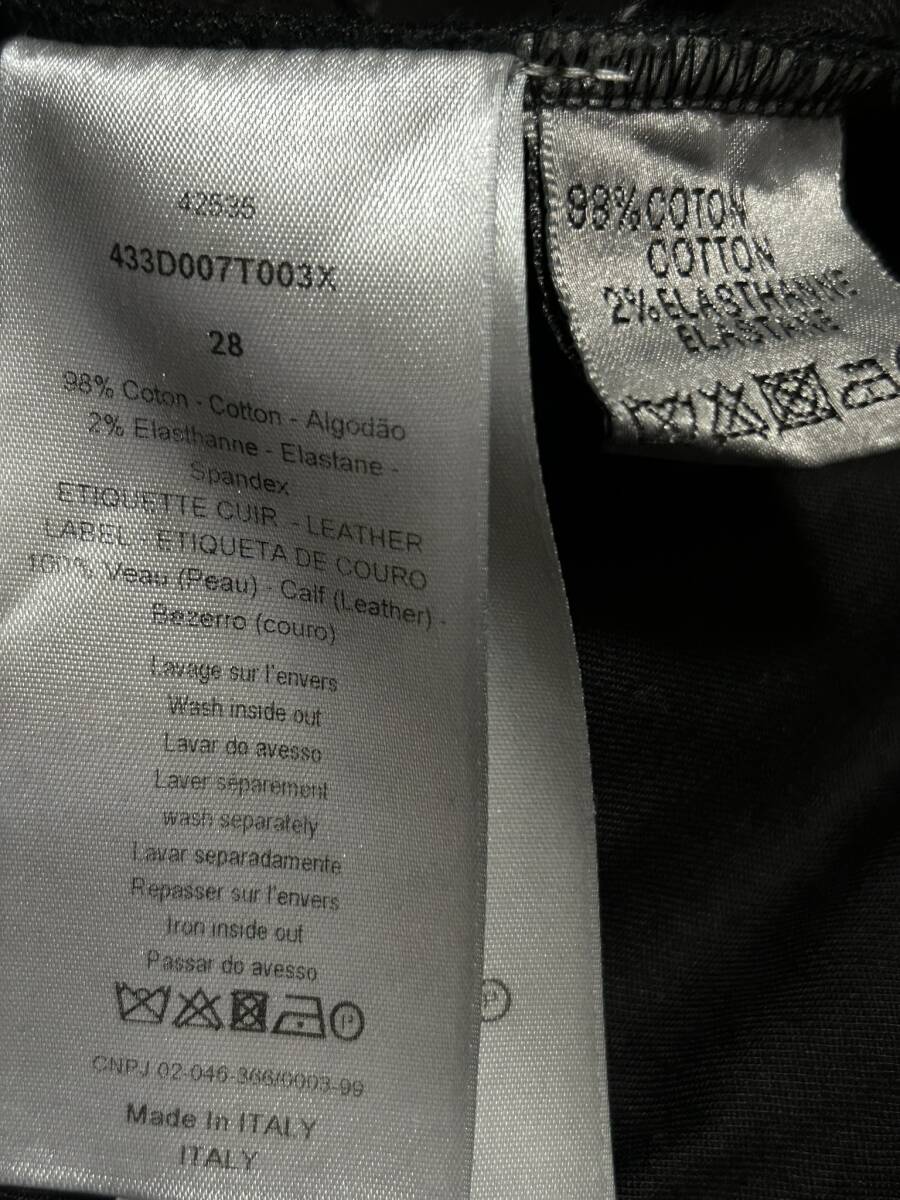 42535
433D007T003X
28
98% Coton - Cotton - Algodão
2% Elasthanne - Elastane -
Spandex
ETIQUETTE CUIR - LEATHER
LABEL - ETIQUETA DE COURO
100% Veau (Peau) - Calf (Leather) -
Bezerro (couro)
Lavage sur l'envers
Wash inside out
Lavar do avesso
Laver séparement
wash separately
Lavar separadamente
Repasser sur l'envers
Iron inside out
Passar do avesso
P
CNPJ 02-046-366/0003-99
Made In ITALY
ITALY
98%COTON
COTTON
2%ELASTHANNE
ELASTANE
P